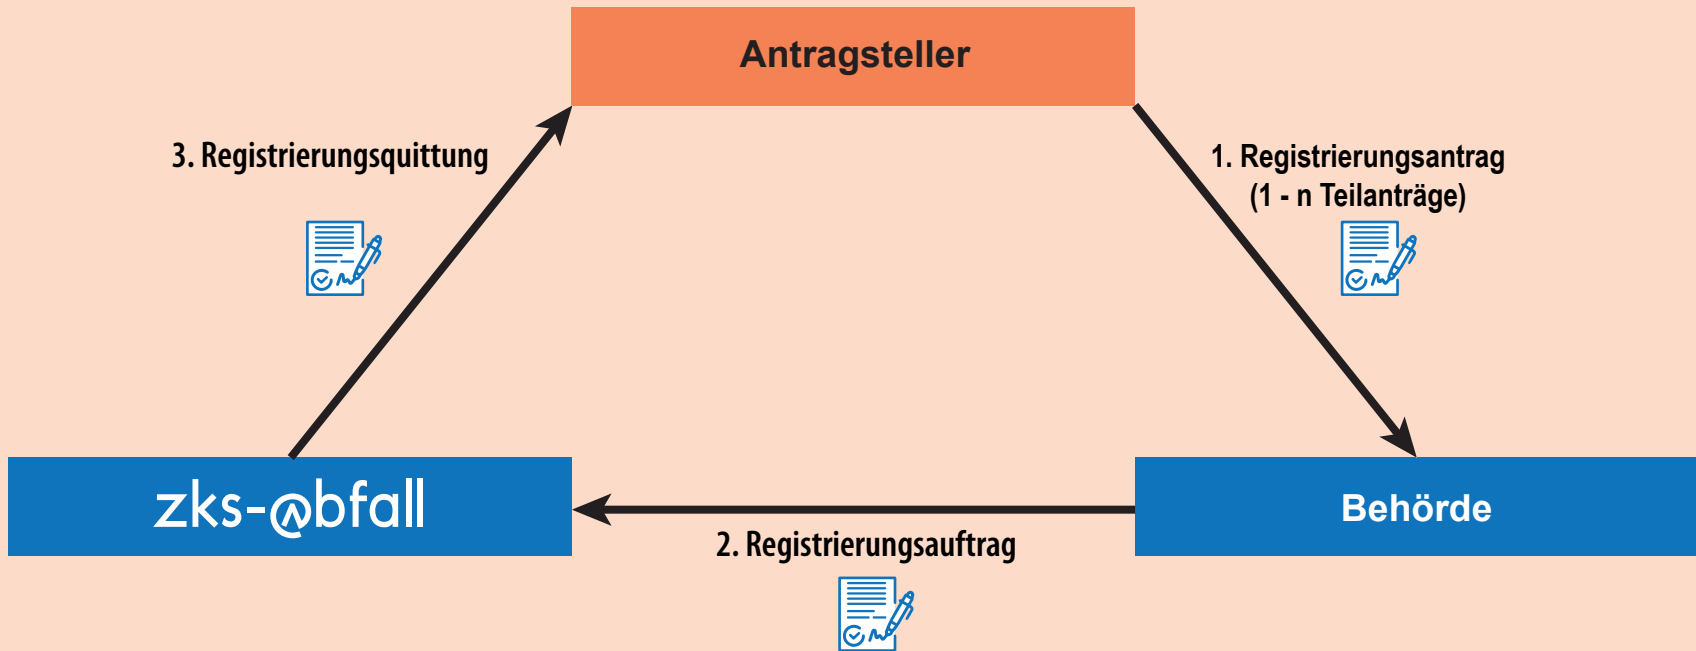 Antragsteller
3. Registrierungsquittung
1. Registrierungsantrag
(1 - n Teilanträge)
zks-@bfall
Behörde
2. Registrierungsauftrag